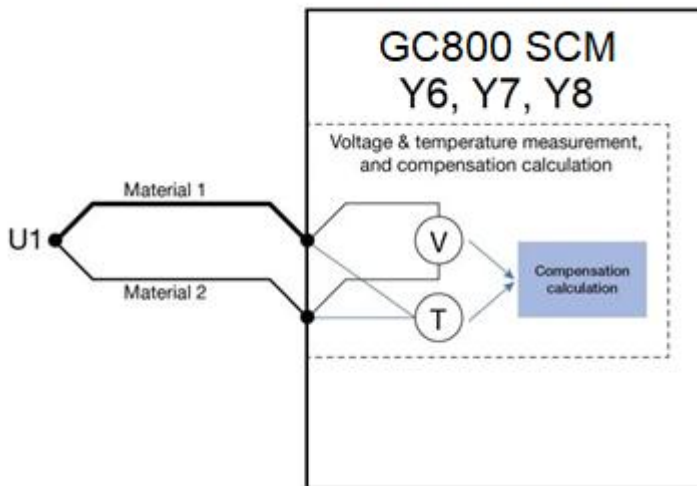 GC800 SCM
Y6, Y7, Y8
Voltage & temperature measurement,
and compensation calculation
Material 1
U1
V
Material 2
T
Compensation
calculation